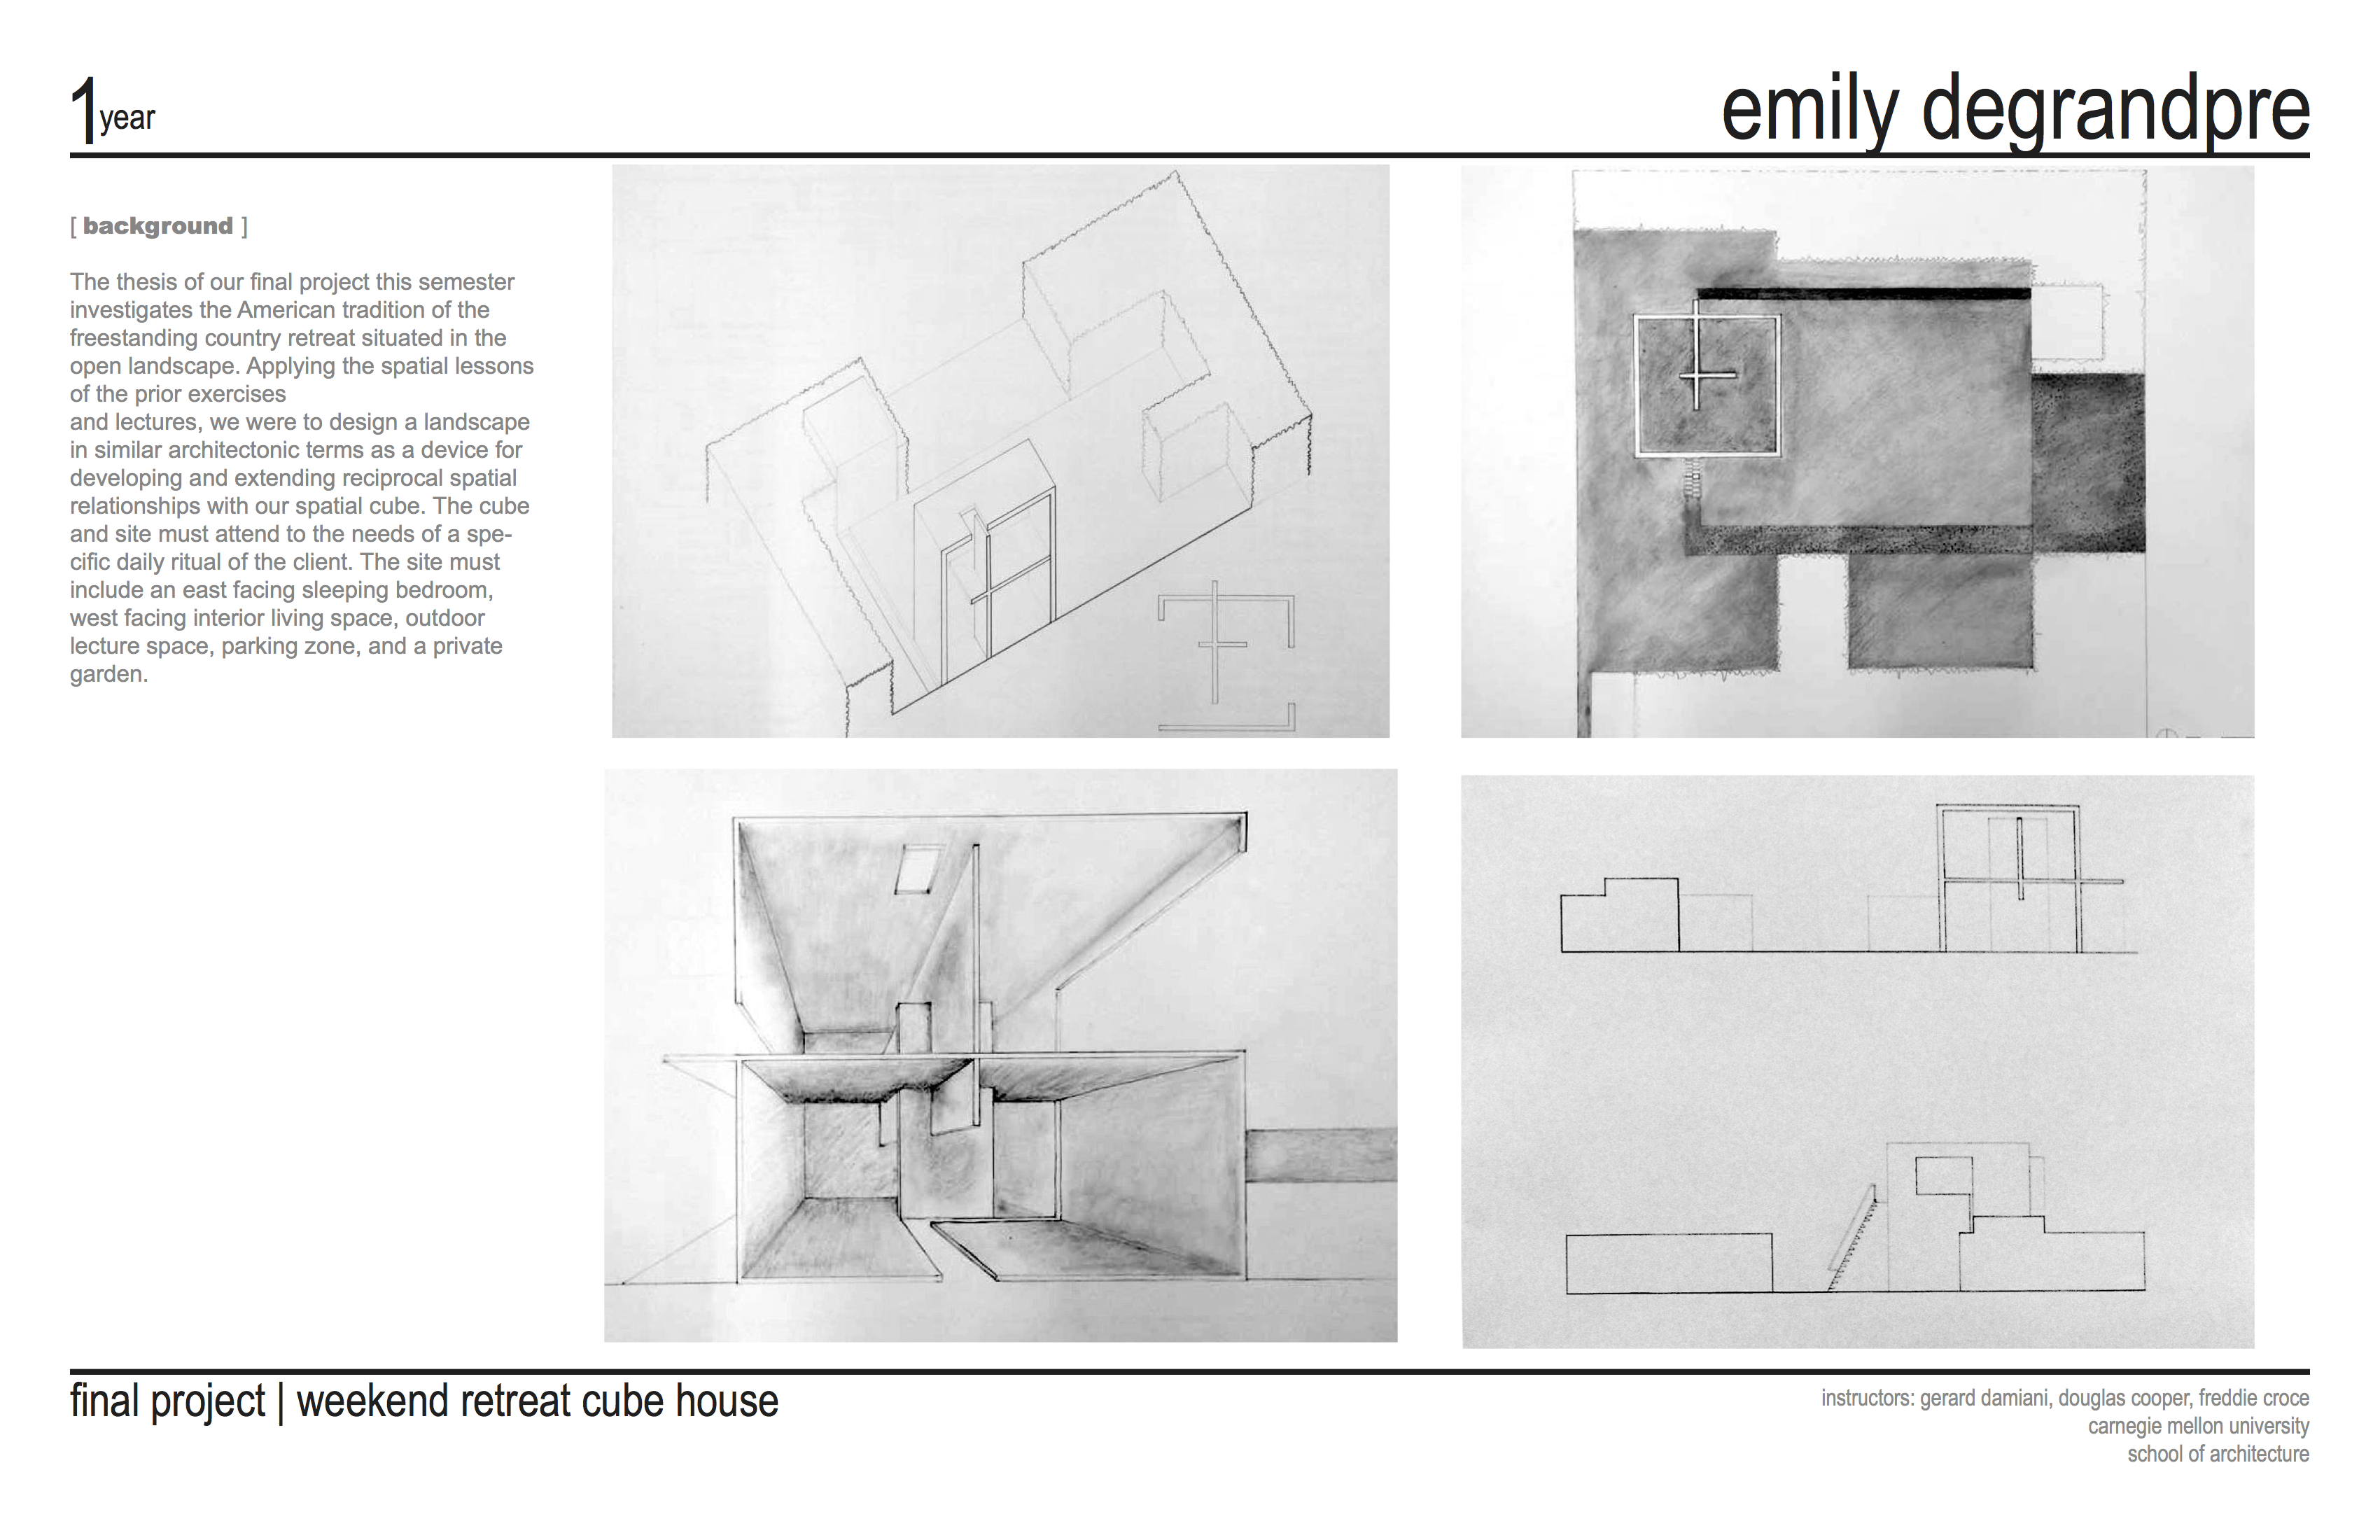 1year
emily degrandpre
[ background ]
The thesis of our final project this semester
investigates the American tradition of the
freestanding country retreat situated in the
open landscape. Applying the spatial lessons
of the prior exercises
and lectures, we were to design a landscape
in similar architectonic terms as a device for
developing and extending reciprocal spatial
relationships with our spatial cube. The cube
and site must attend to the needs of a spe-
cific daily ritual of the client. The site must
include an east facing sleeping bedroom,
west facing interior living space, outdoor
lecture space, parking zone, and a private
garden.
final project | weekend retreat cube house
instructors: gerard damiani, douglas cooper, freddie croce
carnegie mellon university
school of architecture